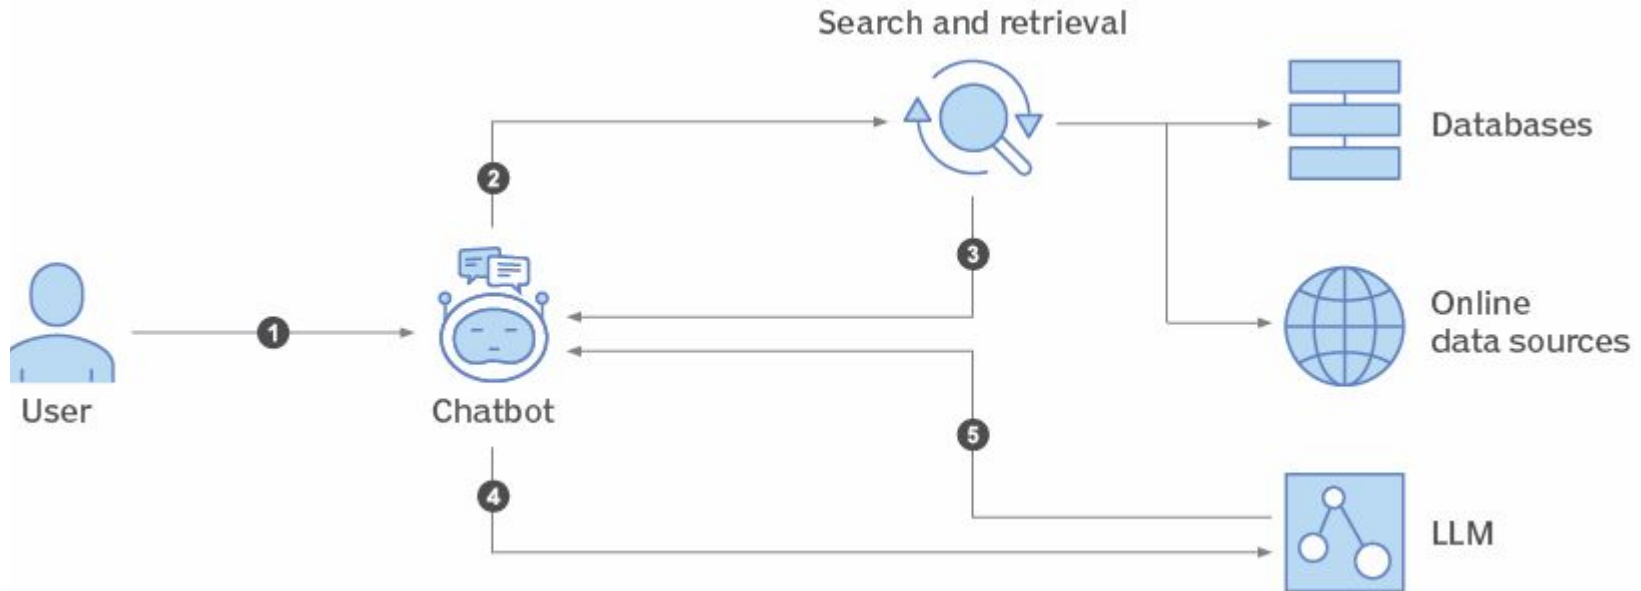 Search and retrieval
Databases
2
3
Online
data sources
1
User
Chatbot
5
4
LLM